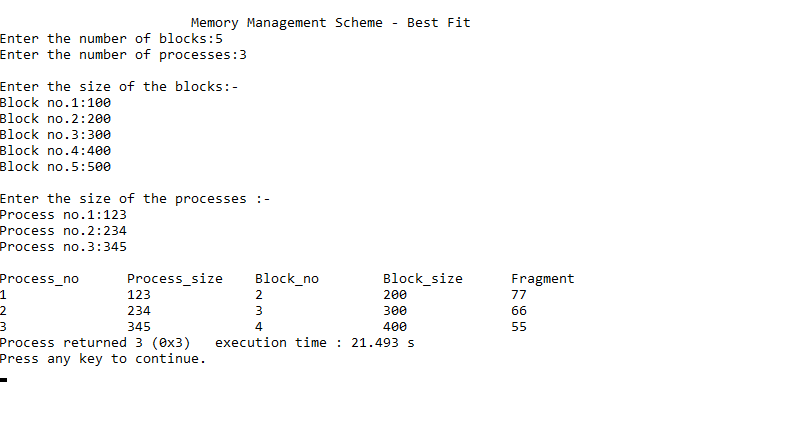 Memory Management Scheme - Best Fit
Enter the number of blocks:5
Enter the number of processes:3
Enter the size of the blocks:-
Block no.1:100
Block no.2:200
Block no.3:300
Block no.4:400
Block no.5:500
Enter the size of the processes :-
Process no.1:123
Process no.2:234
Process no.3:345
Process_no Process_size Block_no Block_size Fragment
1 123 2 200 77
2 234 3 300 66
3 345 4 400 55
Process returned 3 (0x3) execution time : 21.493 s
Press any key to continue.